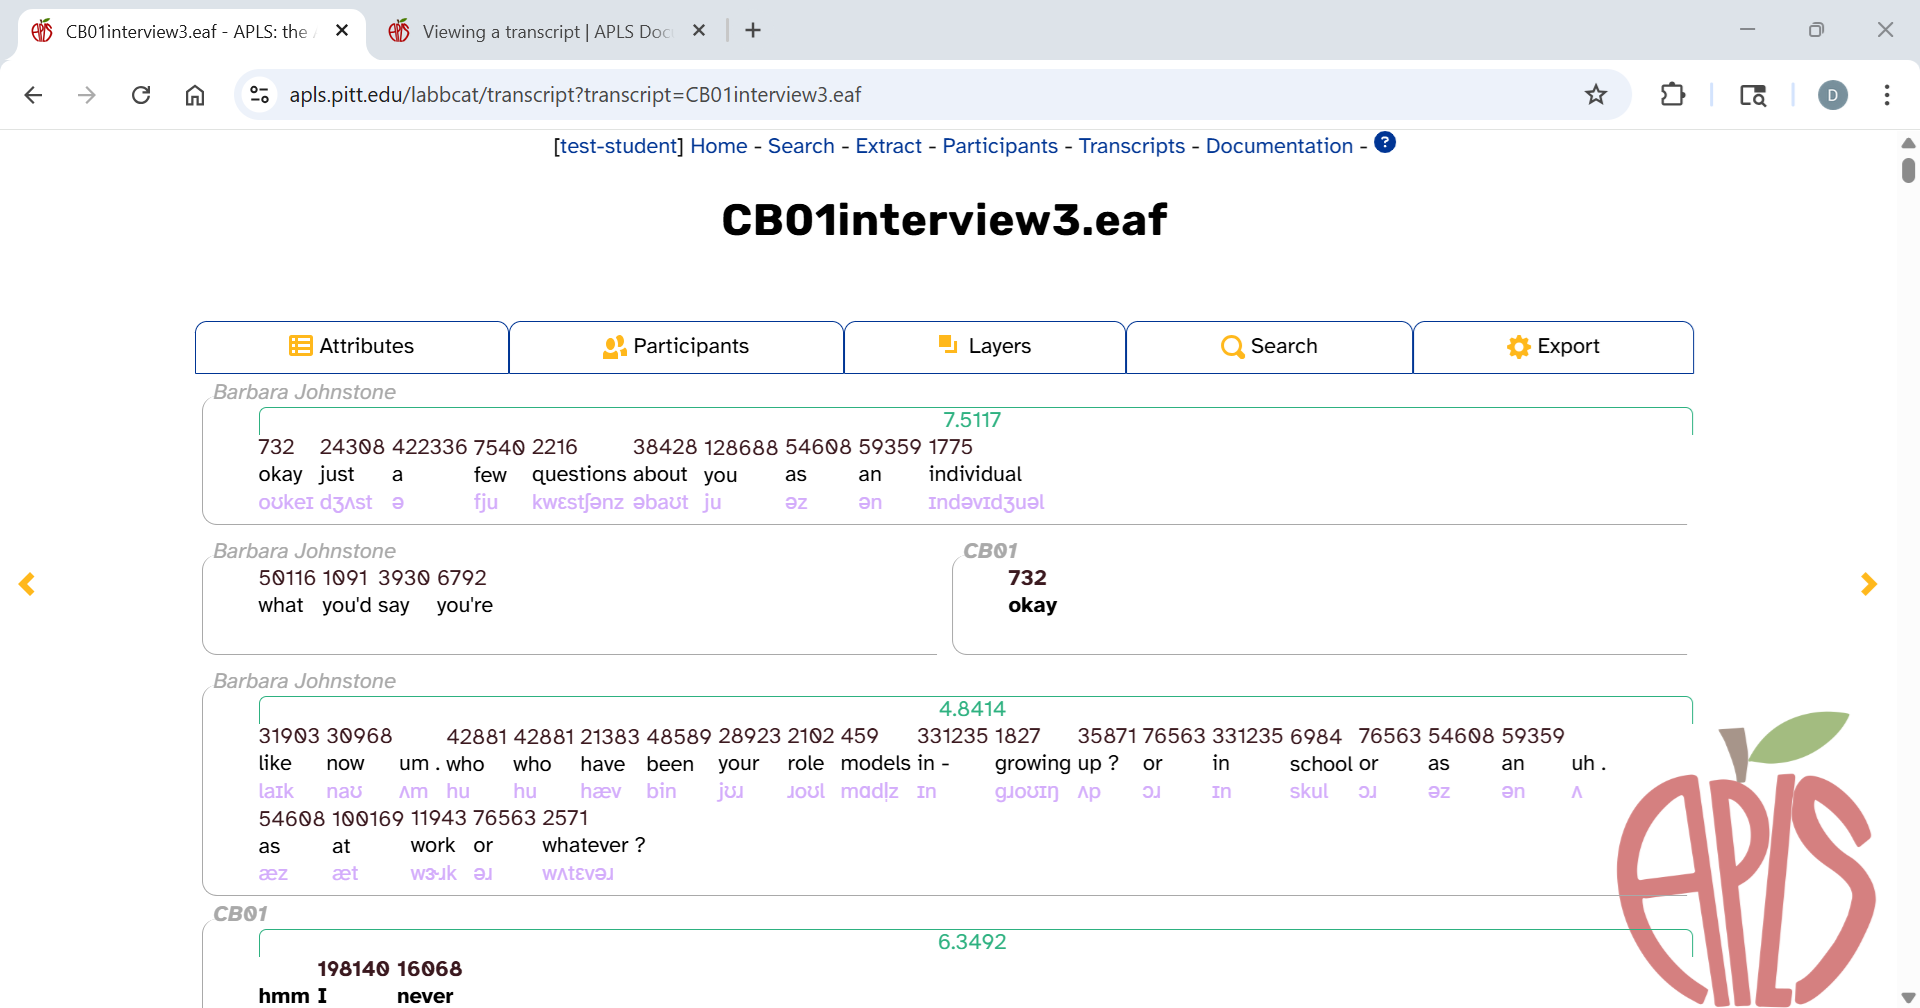 CB01interview3.eaf - APLS: the A
Viewing a transcript | APLS Docu
apls.pitt.edu/labbcat/transcript?transcript=CB01interview3.eaf
D
[test-student] Home - Search - Extract - Participants - Transcripts - Documentation - ?
CB01interview3.eaf
Attributes Participants Layers Search Export
Barbara Johnstone
7.5117
732 24308 422336 7540 2216 38428 128688 54608 59359 1775
okay just a few questions about you as an individual
oʊkeɪ dʒʌst ə fju kwɛstʃənz əbaʊt ju əz ən ɪndəvɪdʒuəl
Barbara Johnstone
50116 1091 3930 6792
what you'd say you're
CB01
732
okay
Barbara Johnstone
4.8414
31903 30968 42881 42881 21383 48589 28923 2102 459 331235 1827 35871 76563 331235 6984 76563 54608 59359
like now um . who who have been your role models in - growing up ? or in school or as an uh .
laɪk naʊ ʌm hu hu hæv bin jʊɹ ɹoʊl mɑdl̩z ɪn ɡɹoʊɪŋ ʌp ɔɹ ɪn skul ɔɹ əz ən ʌ
54608 100169 11943 76563 2571
as at work or whatever ?
æz æt wɝɹk əɹ wʌtɛvəɹ
CB01
6.3492
198140 16068
hmm I never
APLS